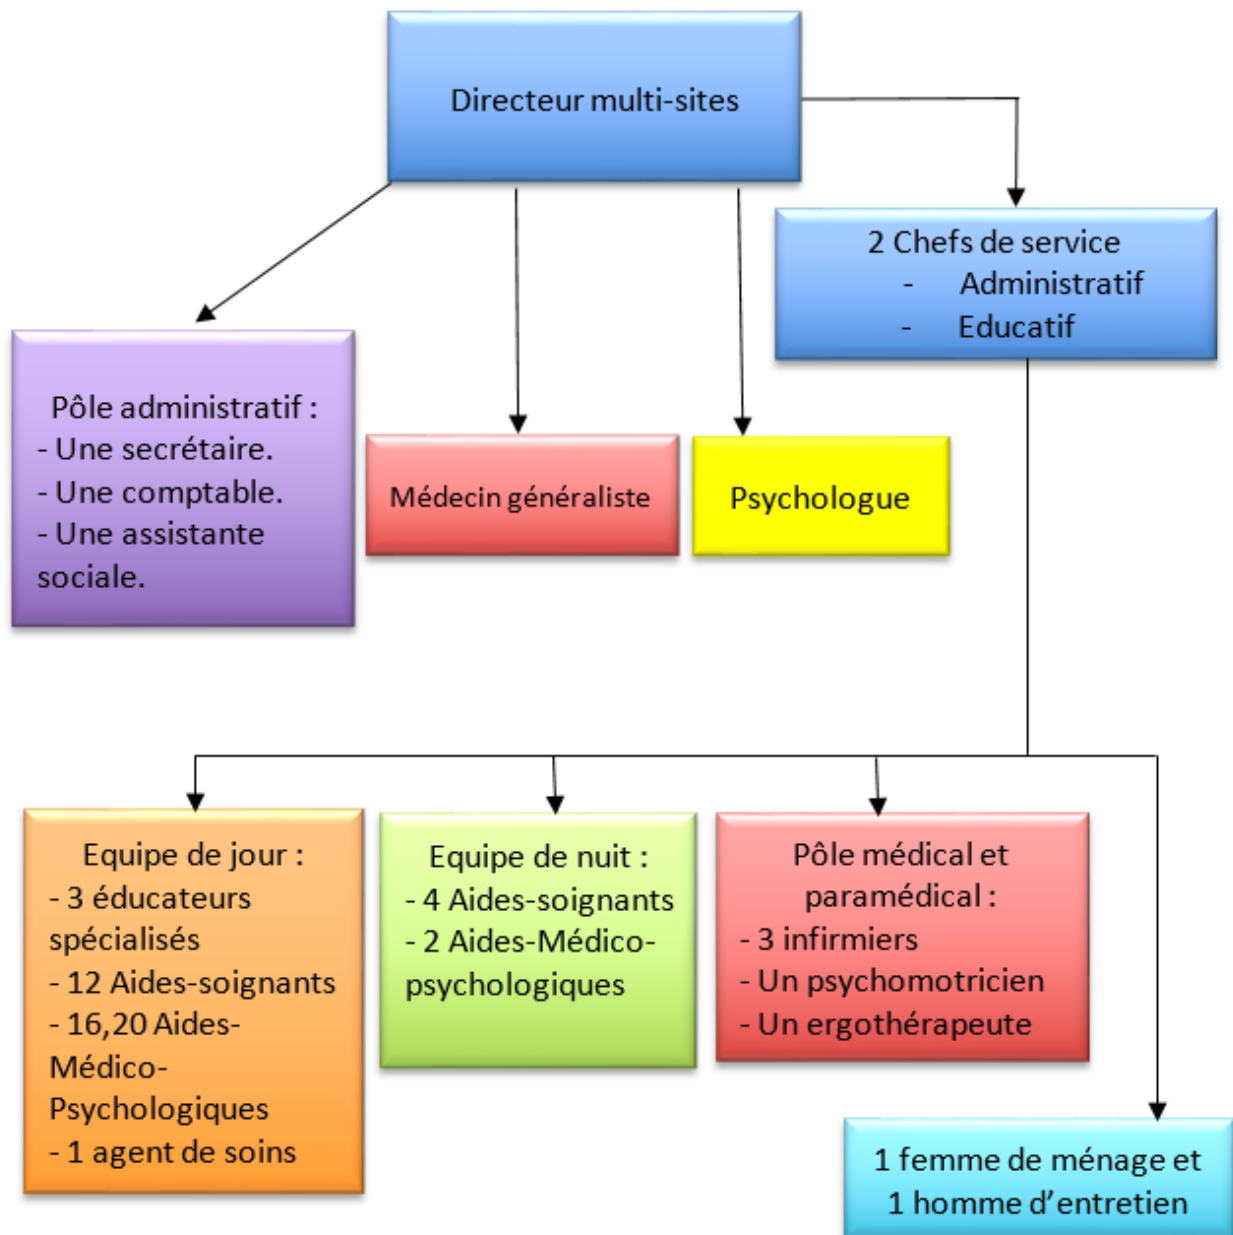 Directeur multi-sites
2 Chefs de service
- Administratif
- Educatif
Pôle administratif :
- Une secrétaire.
- Une comptable.
- Une assistante
sociale.
Médecin généraliste
Psychologue
Equipe de jour :
- 3 éducateurs
spécialisés
- 12 Aides-soignants
- 16,20 Aides-
Médico-
Psychologiques
- 1 agent de soins
Equipe de nuit :
- 4 Aides-soignants
- 2 Aides-Médico-
psychologiques
Pôle médical et
paramédical :
- 3 infirmiers
- Un psychomotricien
- Un ergothérapeute
1 femme de ménage et
1 homme d’entretien